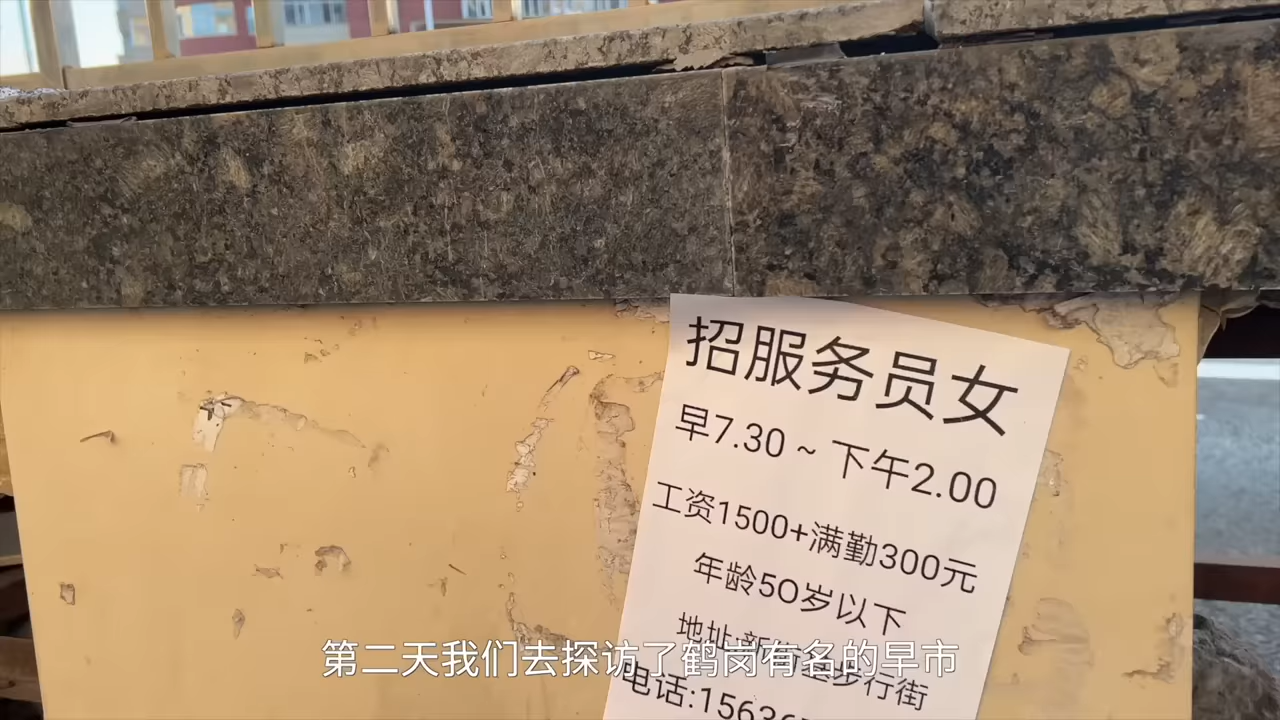 招服务员女
早7.30 ~ 下午2.00
工资1500+满勤300元
年龄50岁以下
地址 新 步行街
电话:1563
第二天我们去探访了鹤岗有名的早市